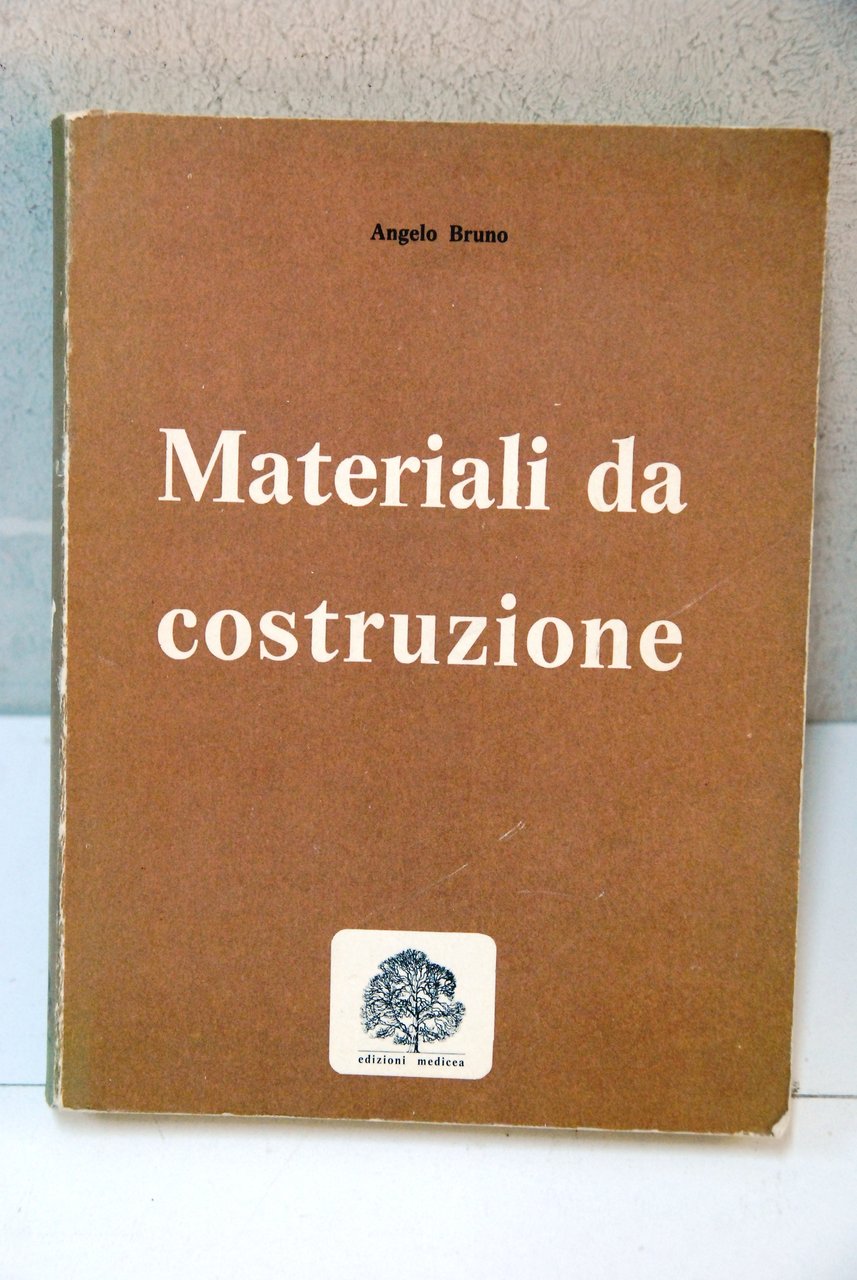 Angelo Bruno
Materiali da
costruzione
edizioni medicea